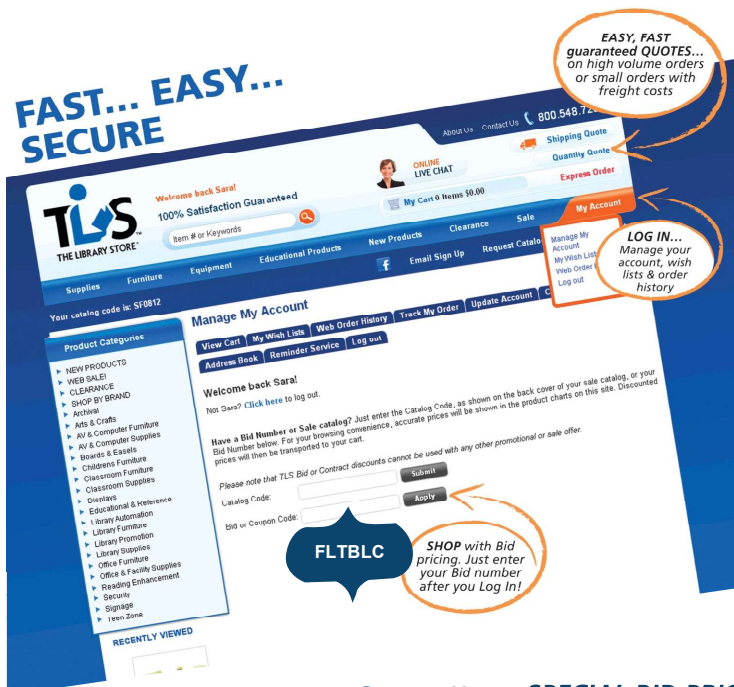 FAST... EASY...
SECURE
EASY, FAST
guaranteed QUOTES...
on high volume orders
or small orders with
freight costs
About Us
Contact Us
800.548.72
Welcome back Sara!
100% Satisfaction Guaranteed
Item # or Keywords
ONLINE
LIVE CHAT
Shipping Quote
Quantity Quote
Express Order
My Cart 0 Items $0.00
TLS
THE LIBRARY STORE
Supplies
Furniture
Equipment
Educational Products
New Products
Clearance
Sale
My Account
f
Email Sign Up
Request Catalo
Manage My
Account
My Wish List
Web Order
Log out
LOG IN...
Manage your
account, wish
lists & order
history
Your catalog code is: SF0812
Product Categories
NEW PRODUCTS
WEB SALE!
CLEARANCE
SHOP BY BRAND
Archival
Arts & Crafts
AV & Computer Furniture
AV & Computer Supplies
Boards & Easels
Childrens Furniture
Classroom Furniture
Classroom Supplies
Displays
Educational & Reference
Library Automation
Library Furniture
Library Promotion
Library Supplies
Office Furniture
Office & Facility Supplies
Reading Enhancement
Security
Signage
Teen Zone
RECENTLY VIEWED
Manage My Account
View Cart
My Wish Lists
Web Order History
Track My Order
Update Account
Address Book
Reminder Service
Log out
Welcome back Sara!
Not Sara? Click here to log out.
Have a Bid Number or Sale catalog? Just enter the Catalog Code, as shown on the back cover of your sale catalog, or your
Bid Number below. For your browsing convenience, accurate prices will be shown in the product charts on this site. Discounted
prices will then be transported to your cart.
Please note that TLS Bid or Contract discounts cannot be used with any other promotional or sale offer.
Catalog Code:
Submit
Bid or Coupon Code:
Apply
FLTBLC
SHOP with Bid
pricing. Just enter
your Bid number
after you Log In!